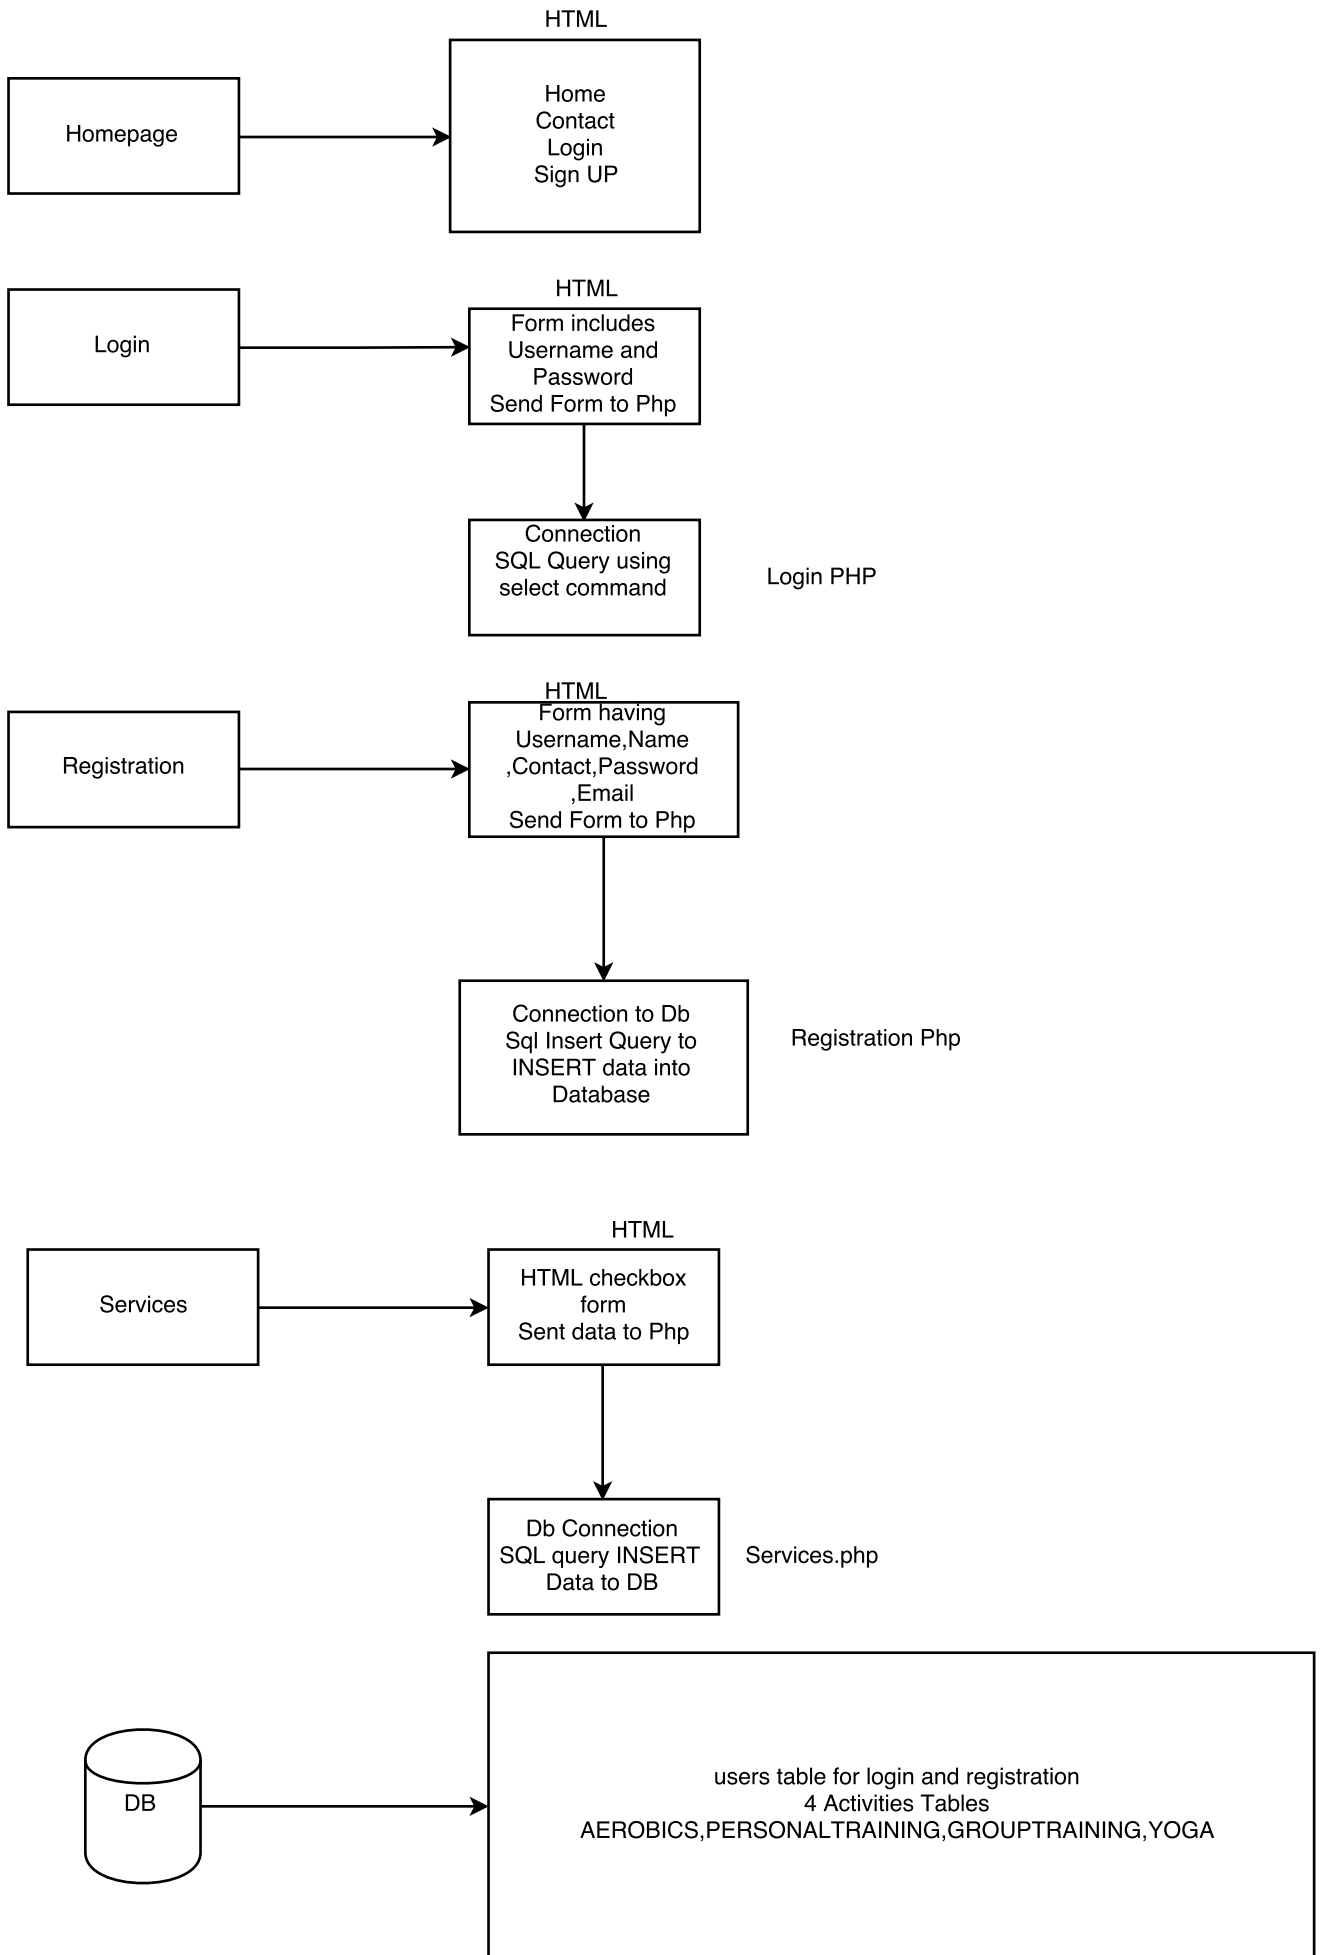 HTML
Homepage
Home
Contact
Login
Sign UP
HTML
Login
Form includes
Username and
Password
Send Form to Php
Connection
SQL Query using
select command
Login PHP
HTML
Registration
Form having
Username,Name
,Contact,Password
,Email
Send Form to Php
Connection to Db
Sql Insert Query to
INSERT data into
Database
Registration Php
HTML
Services
HTML checkbox
form
Sent data to Php
Db Connection
SQL query INSERT
Data to DB
Services.php
DB
users table for login and registration
4 Activities Tables
AEROBICS,PERSONALTRAINING,GROUPTRAINING,YOGA